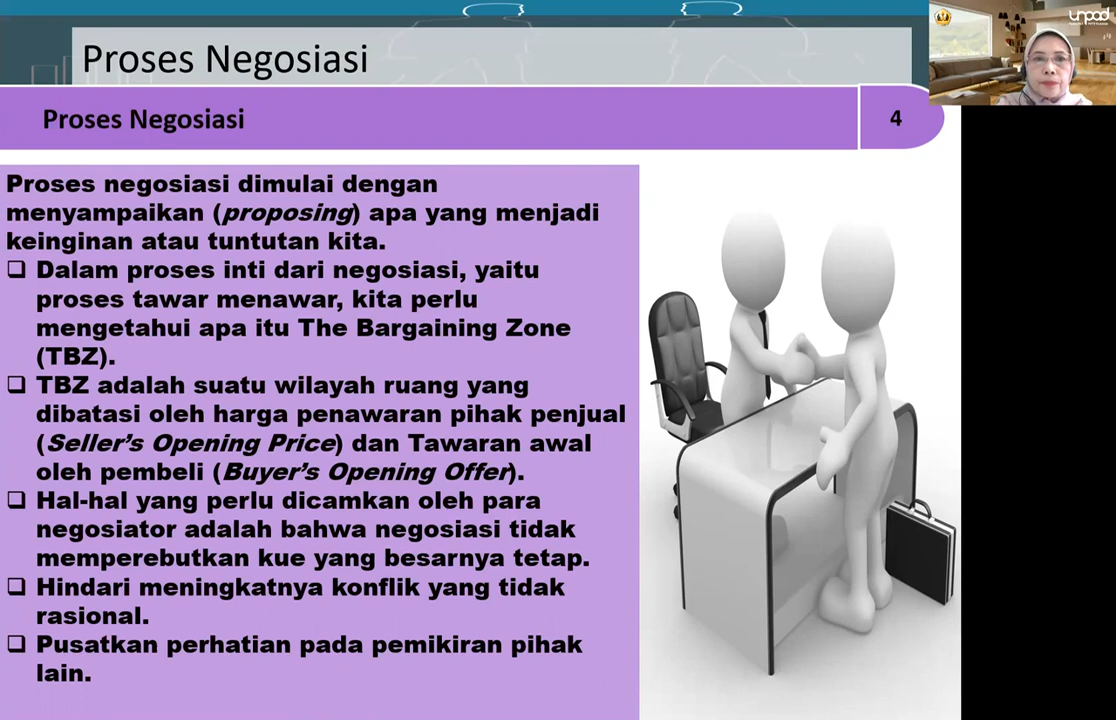 Proses Negosiasi
unpad
Proses Negosiasi
4
Proses negosiasi dimulai dengan
menyampaikan (proposing) apa yang menjadi
keinginan atau tuntutan kita.
❑ Dalam proses inti dari negosiasi, yaitu
proses tawar menawar, kita perlu
mengetahui apa itu The Bargaining Zone
(TBZ).
❑ TBZ adalah suatu wilayah ruang yang
dibatasi oleh harga penawaran pihak penjual
(Seller’s Opening Price) dan Tawaran awal
oleh pembeli (Buyer’s Opening Offer).
❑ Hal-hal yang perlu dicamkan oleh para
negosiator adalah bahwa negosiasi tidak
memperebutkan kue yang besarnya tetap.
❑ Hindari meningkatnya konflik yang tidak
rasional.
❑ Pusatkan perhatian pada pemikiran pihak
lain.